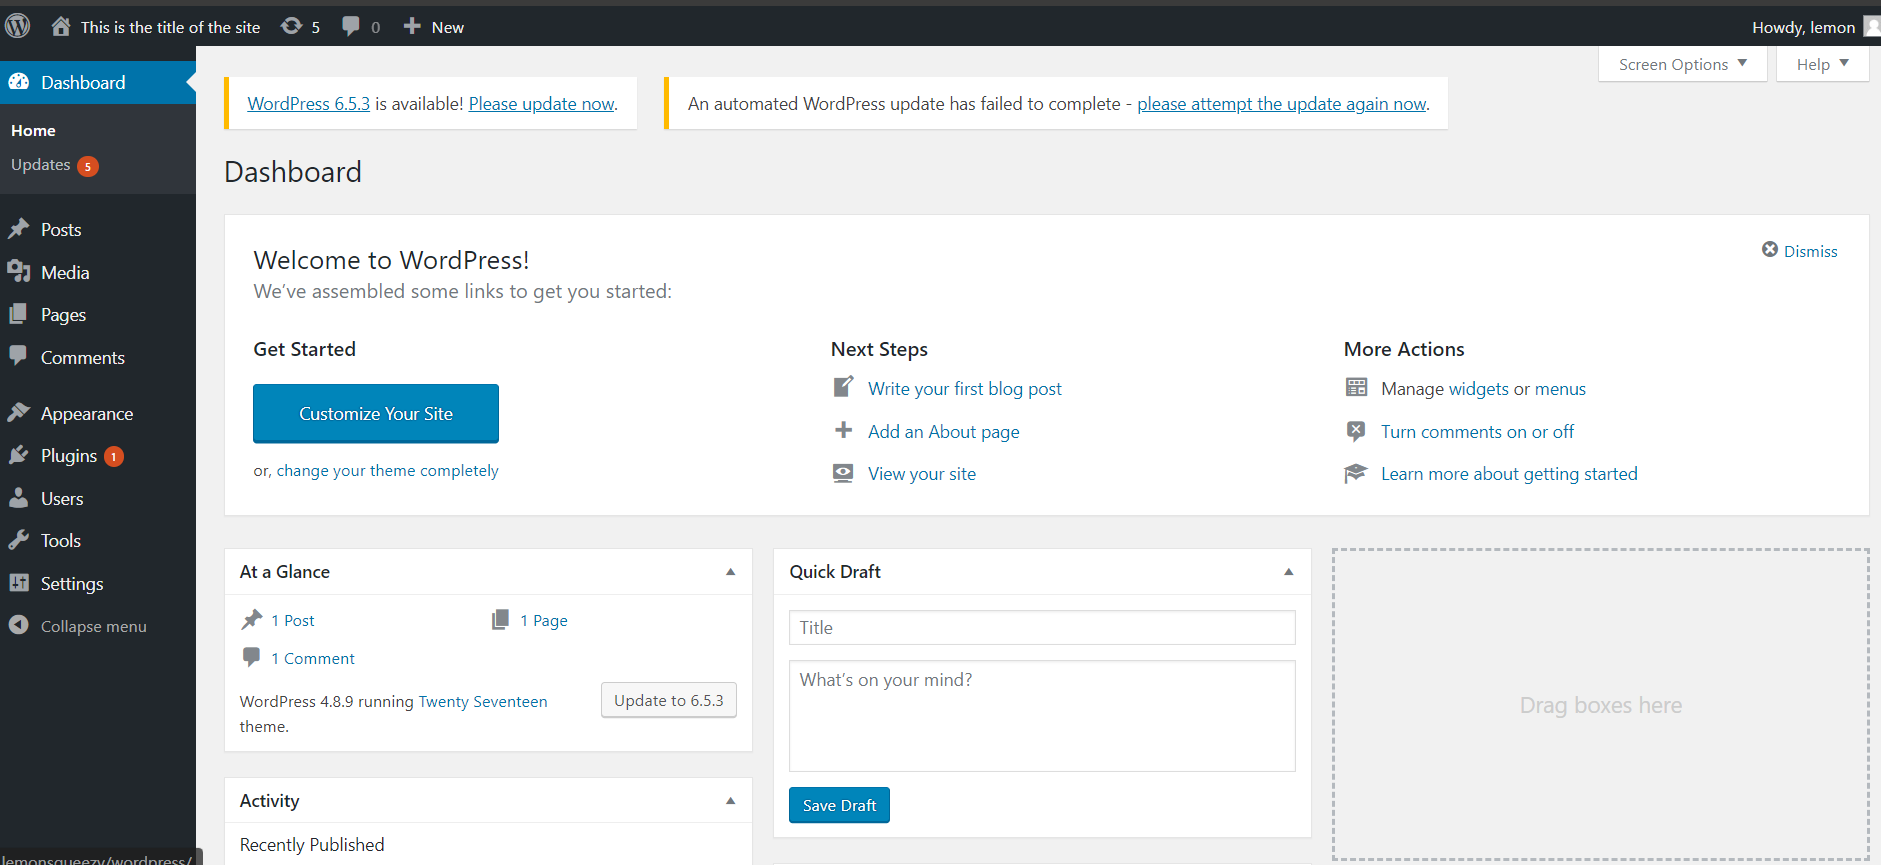 This is the title of the site 5 0 New Howdy, lemon
Screen Options Help
Dashboard
Home
Updates 5
Posts
Media
Pages
Comments
Appearance
Plugins 1
Users
Tools
Settings
Collapse menu
WordPress 6.5.3 is available! Please update now.
An automated WordPress update has failed to complete - please attempt the update again now.
Dashboard
Welcome to WordPress!
We've assembled some links to get you started:
Dismiss
Get Started
Customize Your Site
or, change your theme completely
Next Steps
Write your first blog post
Add an About page
View your site
More Actions
Manage widgets or menus
Turn comments on or off
Learn more about getting started
At a Glance
1 Post 1 Page
1 Comment
WordPress 4.8.9 running Twenty Seventeen
theme.
Update to 6.5.3
Activity
Recently Published
Quick Draft
Title
What's on your mind?
Save Draft
Drag boxes here
lemonsqueezy/wordpress/